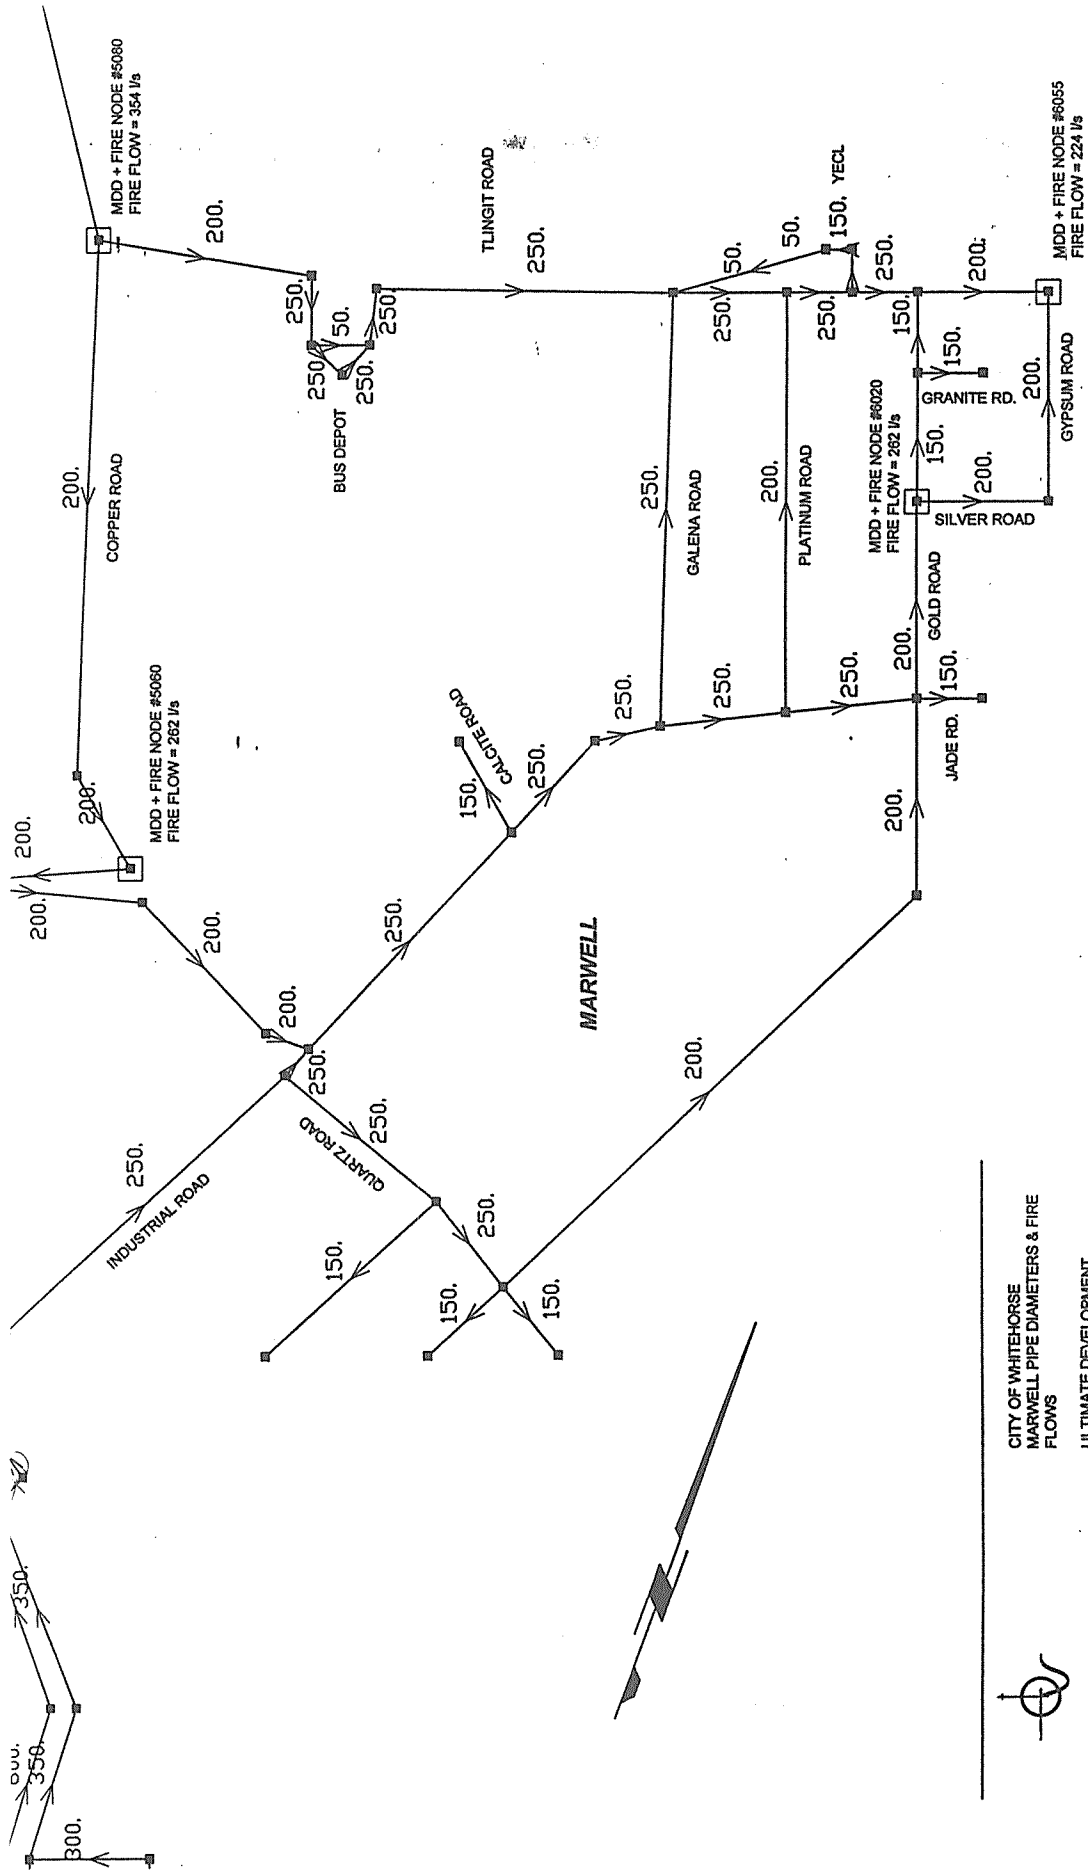 MDD + FIRE NODE #5080
FIRE FLOW = 354 l/s
200.
200.
COPPER ROAD
250.
50.
250.
250.
250.
BUS DEPOT
TLINGIT ROAD
250.
200.
MDD + FIRE NODE #5060
FIRE FLOW = 262 l/s
200.
200.
200.
200.
250.
250.
INDUSTRIAL ROAD
QUARTZ ROAD
250.
250.
150.
150.
150.
250.
150.
CALCITE ROAD
250.
250.
250.
GALENA ROAD
250.
200.
PLATINUM ROAD
250.
50.
50.
150. YECL
250.
250.
250.
MDD + FIRE NODE #6020
FIRE FLOW = 262 l/s
200.
GOLD ROAD
150.
150.
150.
GRANITE RD.
200.
SILVER ROAD
200.
GYPSUM ROAD
200.
MDD + FIRE NODE #6055
FIRE FLOW = 224 l/s
150.
JADE RD.
200.
200.
MARWELL
350.
350.
300.
CITY OF WHITEHORSE
MARWELL PIPE DIAMETERS & FIRE
FLOWS
ULTIMATE DEVELOPMENT